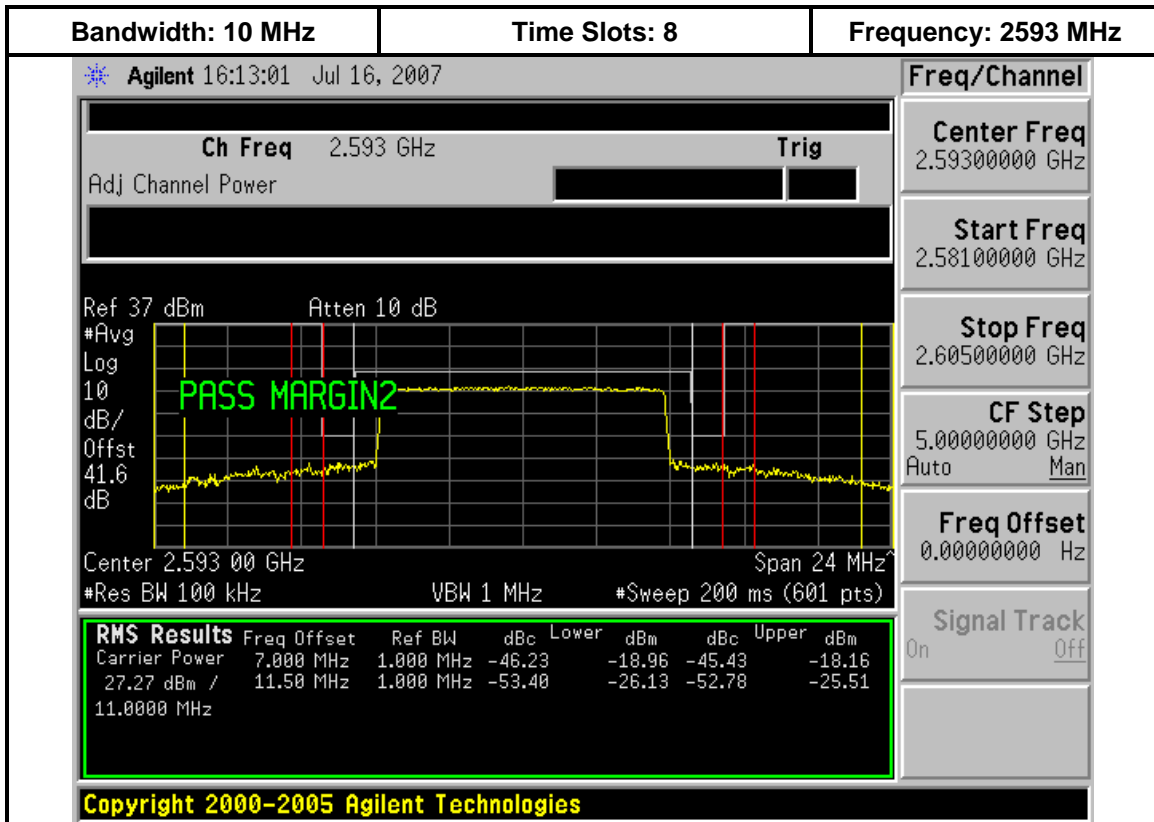 Bandwidth: 10 MHz Time Slots: 8 Frequency: 2593 MHz
Agilent 16:13:01 Jul 16, 2007
Freq/Channel
Ch Freq 2.593 GHz Trig
Adj Channel Power
Center Freq
2.59300000 GHz
Start Freq
2.58100000 GHz
Stop Freq
2.60500000 GHz
CF Step
5.00000000 GHz
Auto Man
Freq Offset
0.00000000 Hz
Signal Track
On Off
Ref 37 dBm Atten 10 dB
#Avg
Log
10
dB/
Offst
41.6
dB
PASS MARGIN2
Center 2.593 00 GHz Span 24 MHz^
#Res BW 100 kHz VBW 1 MHz #Sweep 200 ms (601 pts)
RMS Results Freq Offset Ref BW dBc Lower dBm dBc Upper dBm
Carrier Power 7.000 MHz 1.000 MHz -46.23 -18.96 -45.43 -18.16
27.27 dBm / 11.50 MHz 1.000 MHz -53.40 -26.13 -52.78 -25.51
11.0000 MHz
Copyright 2000-2005 Agilent Technologies